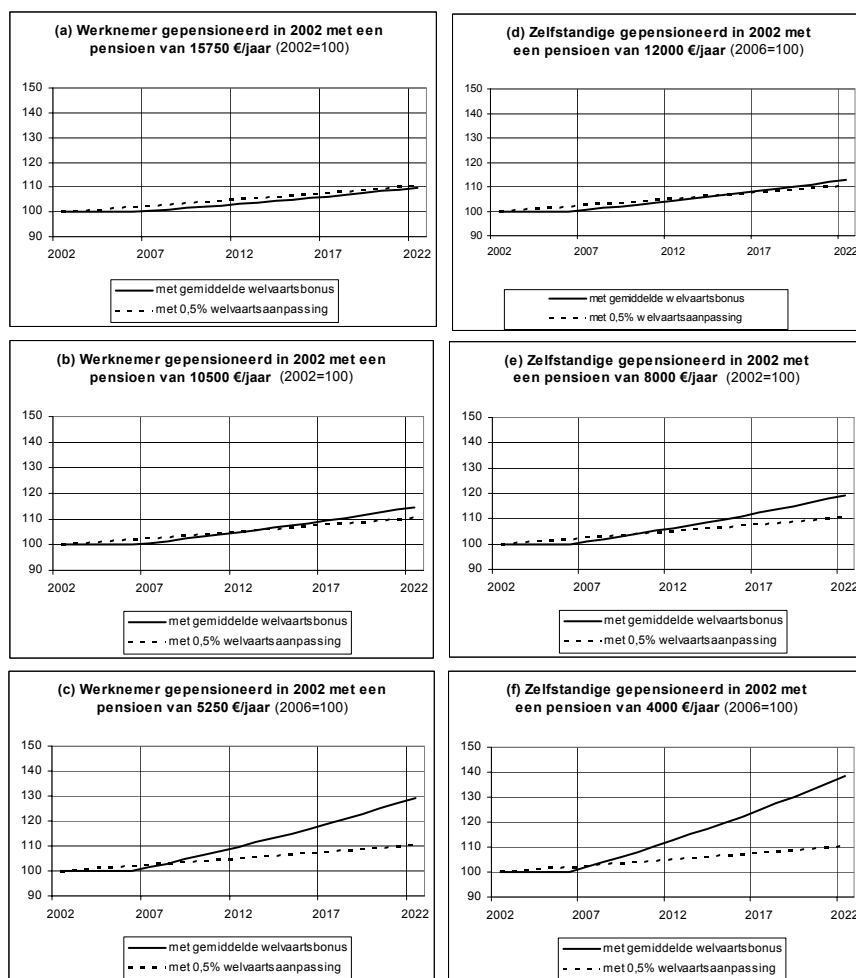 (a) Werknemer gepensioneerd in 2002 met een
pensioen van 15750 €/jaar (2002=100)
150
140
130
120
110
100
90
2002 2007 2012 2017 2022
met gemiddelde welvaartsbonus
met 0,5% welvaartsaanpassing
(d) Zelfstandige gepensioneerd in 2002 met
een pensioen van 12000 €/jaar (2006=100)
150
140
130
120
110
100
90
2002 2007 2012 2017 2022
met gemiddelde welvaartsbonus
met 0,5% welvaartsaanpassing
(b) Werknemer gepensioneerd in 2002 met een
pensioen van 10500 €/jaar (2002=100)
150
140
130
120
110
100
90
2002 2007 2012 2017 2022
met gemiddelde welvaartsbonus
met 0,5% welvaartsaanpassing
(e) Zelfstandige gepensioneerd in 2002 met
een pensioen van 8000 €/jaar (2002=100)
150
140
130
120
110
100
90
2002 2007 2012 2017 2022
met gemiddelde welvaartsbonus
met 0,5% welvaartsaanpassing
(c) Werknemer gepensioneerd in 2002 met een
pensioen van 5250 €/jaar (2006=100)
150
140
130
120
110
100
90
2002 2007 2012 2017 2022
met gemiddelde welvaartsbonus
met 0,5% welvaartsaanpassing
(f) Zelfstandige gepensioneerd in 2002 met
een pensioen van 4000 €/jaar (2006=100)
150
140
130
120
110
100
90
2002 2007 2012 2017 2022
met gemiddelde welvaartsbonus
met 0,5% welvaartsaanpassing